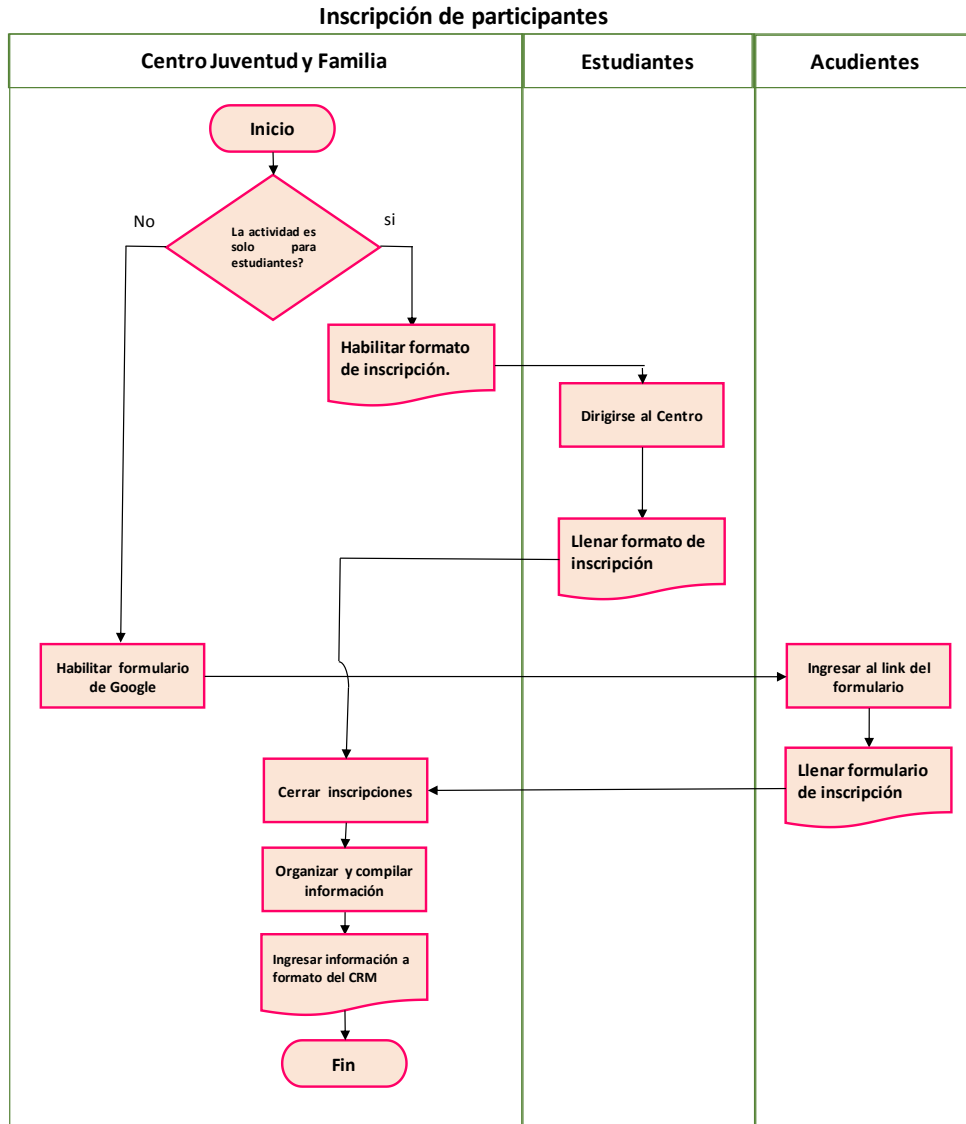 Inscripción de participantes
Centro Juventud y Familia
Estudiantes
Acudientes
Inicio
No
si
La actividad es
solo para
estudiantes?
Habilitar formato
de inscripción.
Dirigirse al Centro
Llenar formato de
inscripción
Habilitar formulario
de Google
Ingresar al link del
formulario
Llenar formulario
de inscripción
Cerrar inscripciones
Organizar y compilar
información
Ingresar información a
formato del CRM
Fin